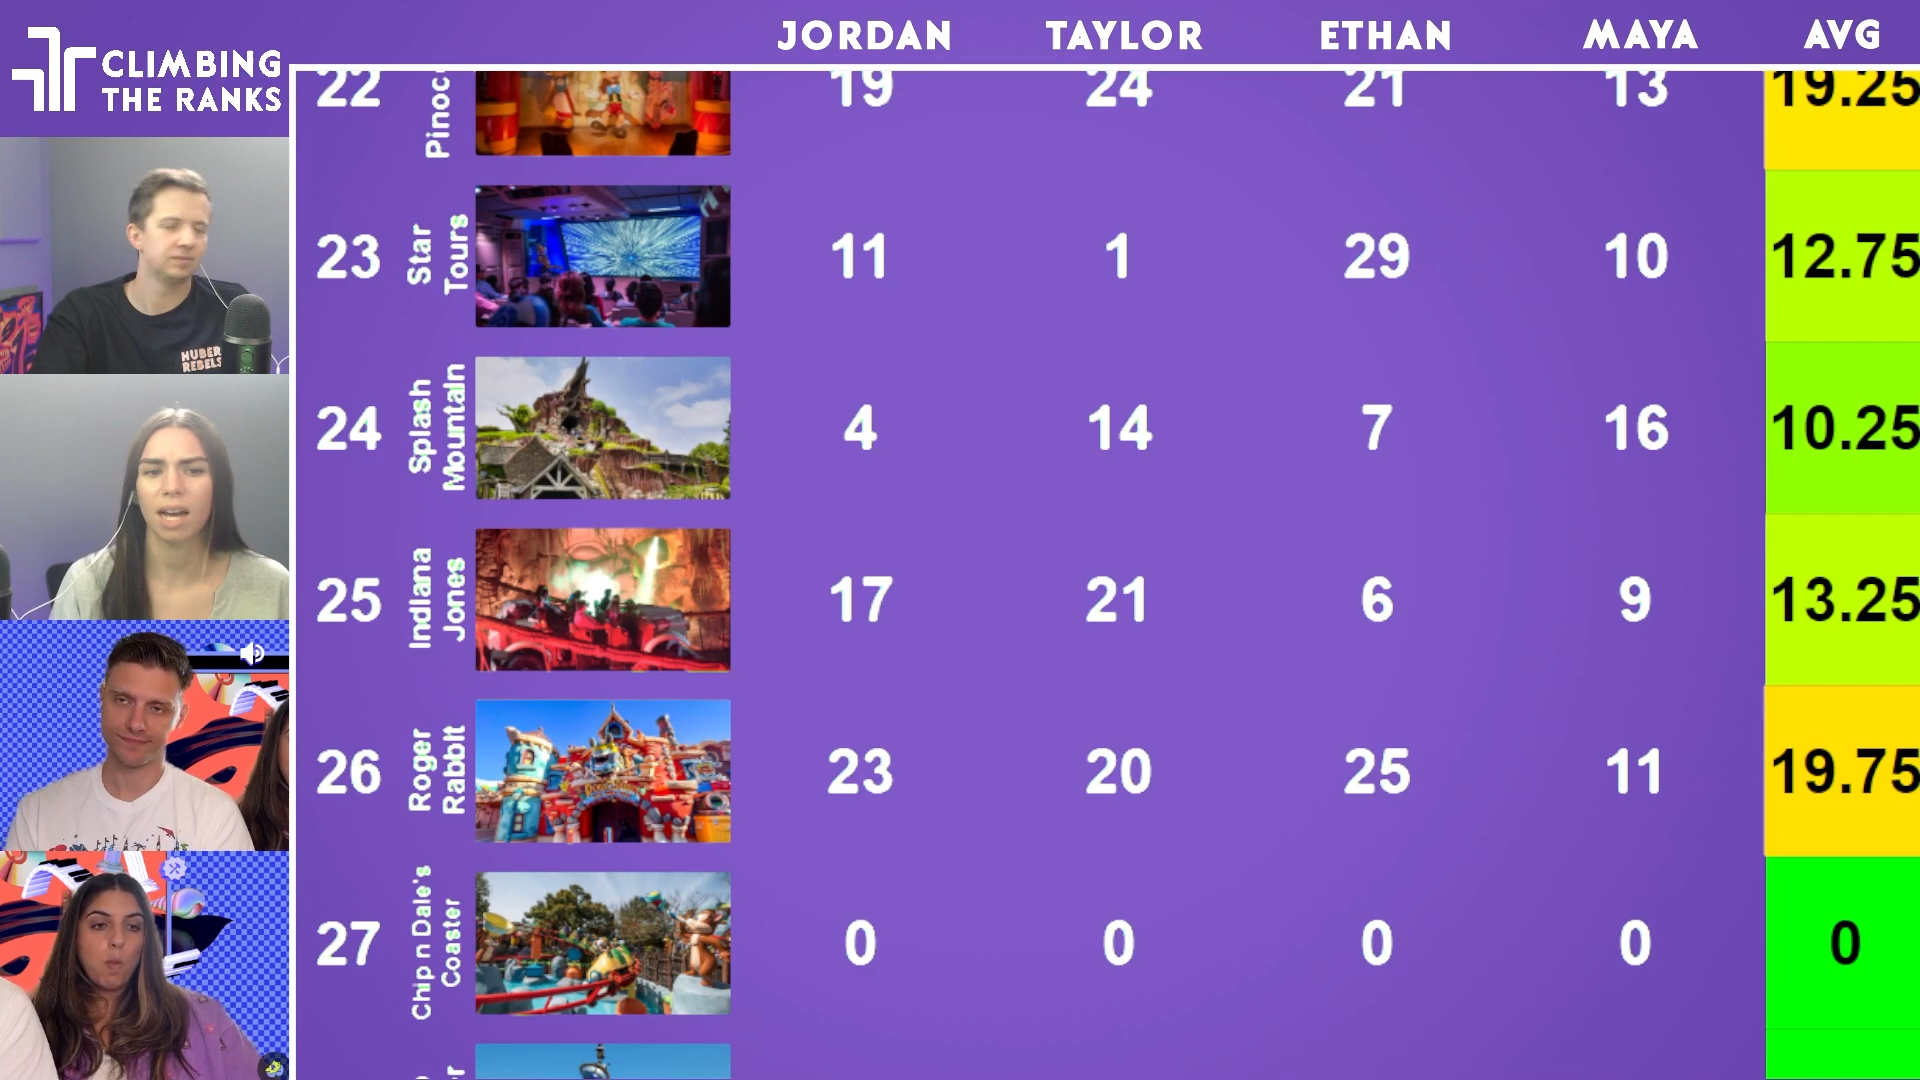 CLIMBING
THE RANKS
JORDAN TAYLOR ETHAN MAYA AVG
22 Pinoc 19 24 21 13 19.25
23 Star
Tours 11 1 29 10 12.75
24 Splash
Mountain 4 14 7 16 10.25
25 Indiana
Jones 17 21 6 9 13.25
26 Roger
Rabbit 23 20 25 11 19.75
27 Chip n Dale's
Coaster 0 0 0 0 0
HUBER
REBELS